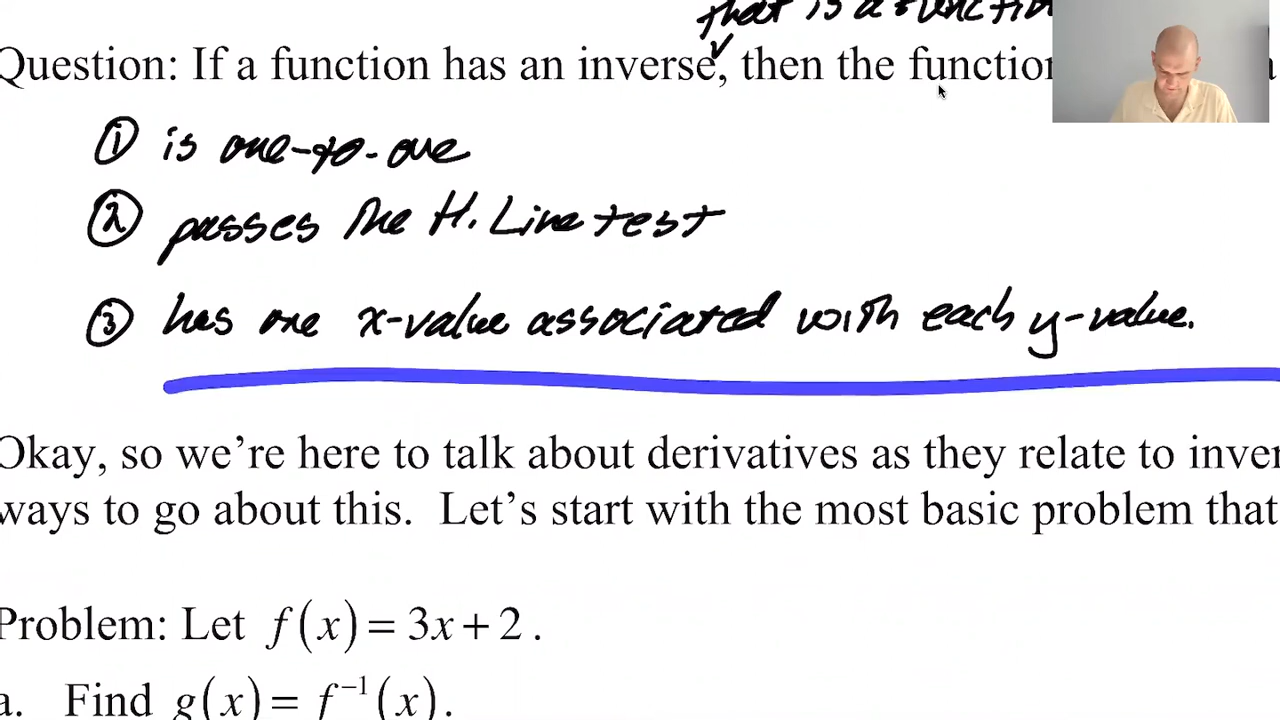 that is a functio
Question: If a function has an inverse, then the function
① is one-to-one
② passes the H. Line test
③ has one x-value associated with each y-value.
Okay, so we're here to talk about derivatives as they relate to inver
ways to go about this. Let's start with the most basic problem that
Problem: Let f(x) = 3x + 2.
a. Find g(x) = f⁻¹(x).